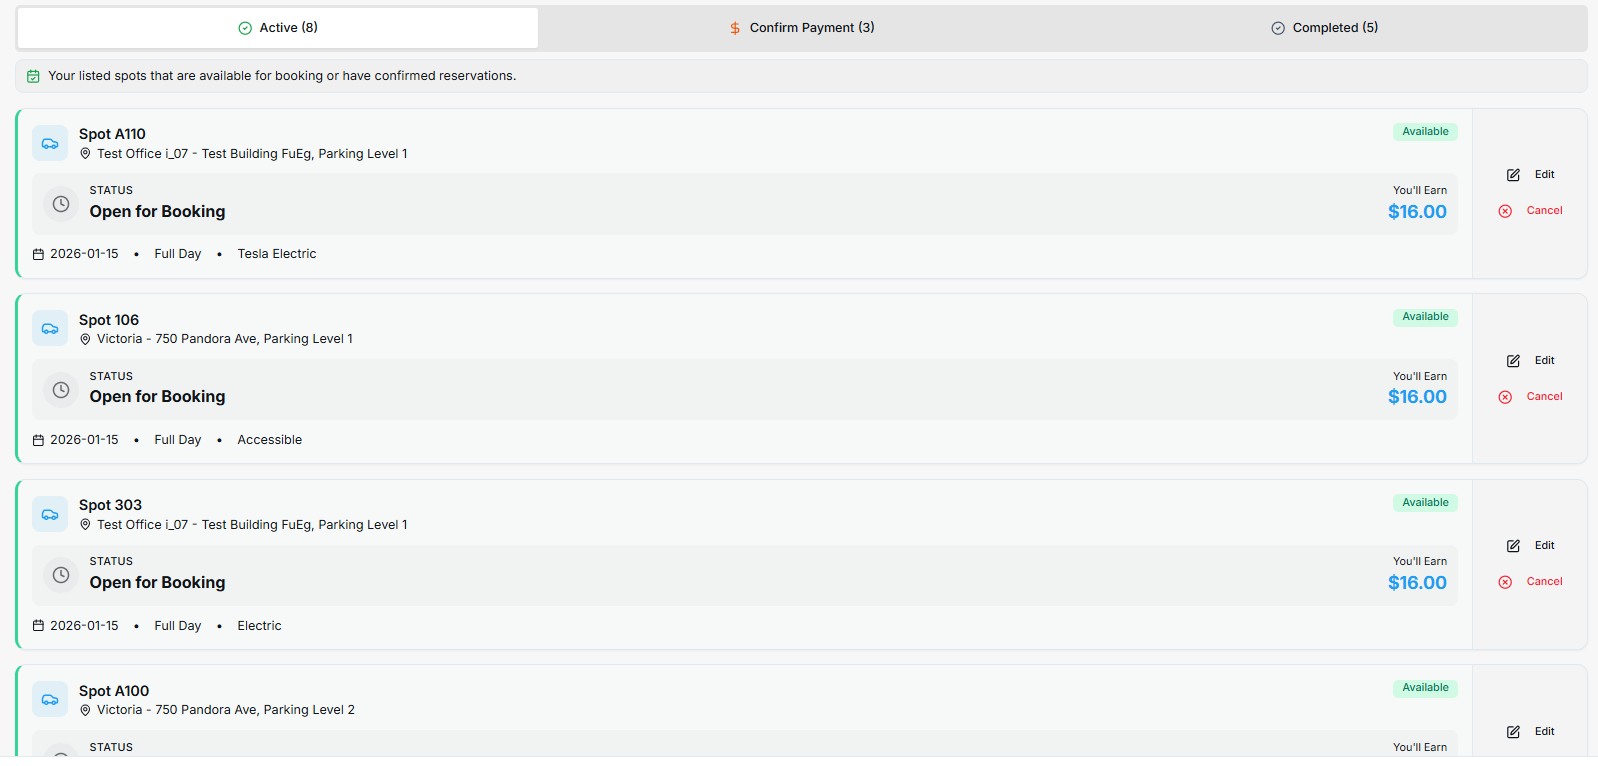 Active (8)
Confirm Payment (3)
Completed (5)
Your listed spots that are available for booking or have confirmed reservations.
Spot A110
Available
Test Office i_07 - Test Building FuEg, Parking Level 1
STATUS
Open for Booking
You'll Earn
$16.00
2026-01-15 • Full Day • Tesla Electric
Edit
Cancel
Spot 106
Available
Victoria - 750 Pandora Ave, Parking Level 1
STATUS
Open for Booking
You'll Earn
$16.00
2026-01-15 • Full Day • Accessible
Edit
Cancel
Spot 303
Available
Test Office i_07 - Test Building FuEg, Parking Level 1
STATUS
Open for Booking
You'll Earn
$16.00
2026-01-15 • Full Day • Electric
Edit
Cancel
Spot A100
Available
Victoria - 750 Pandora Ave, Parking Level 2
STATUS
You'll Earn
Edit